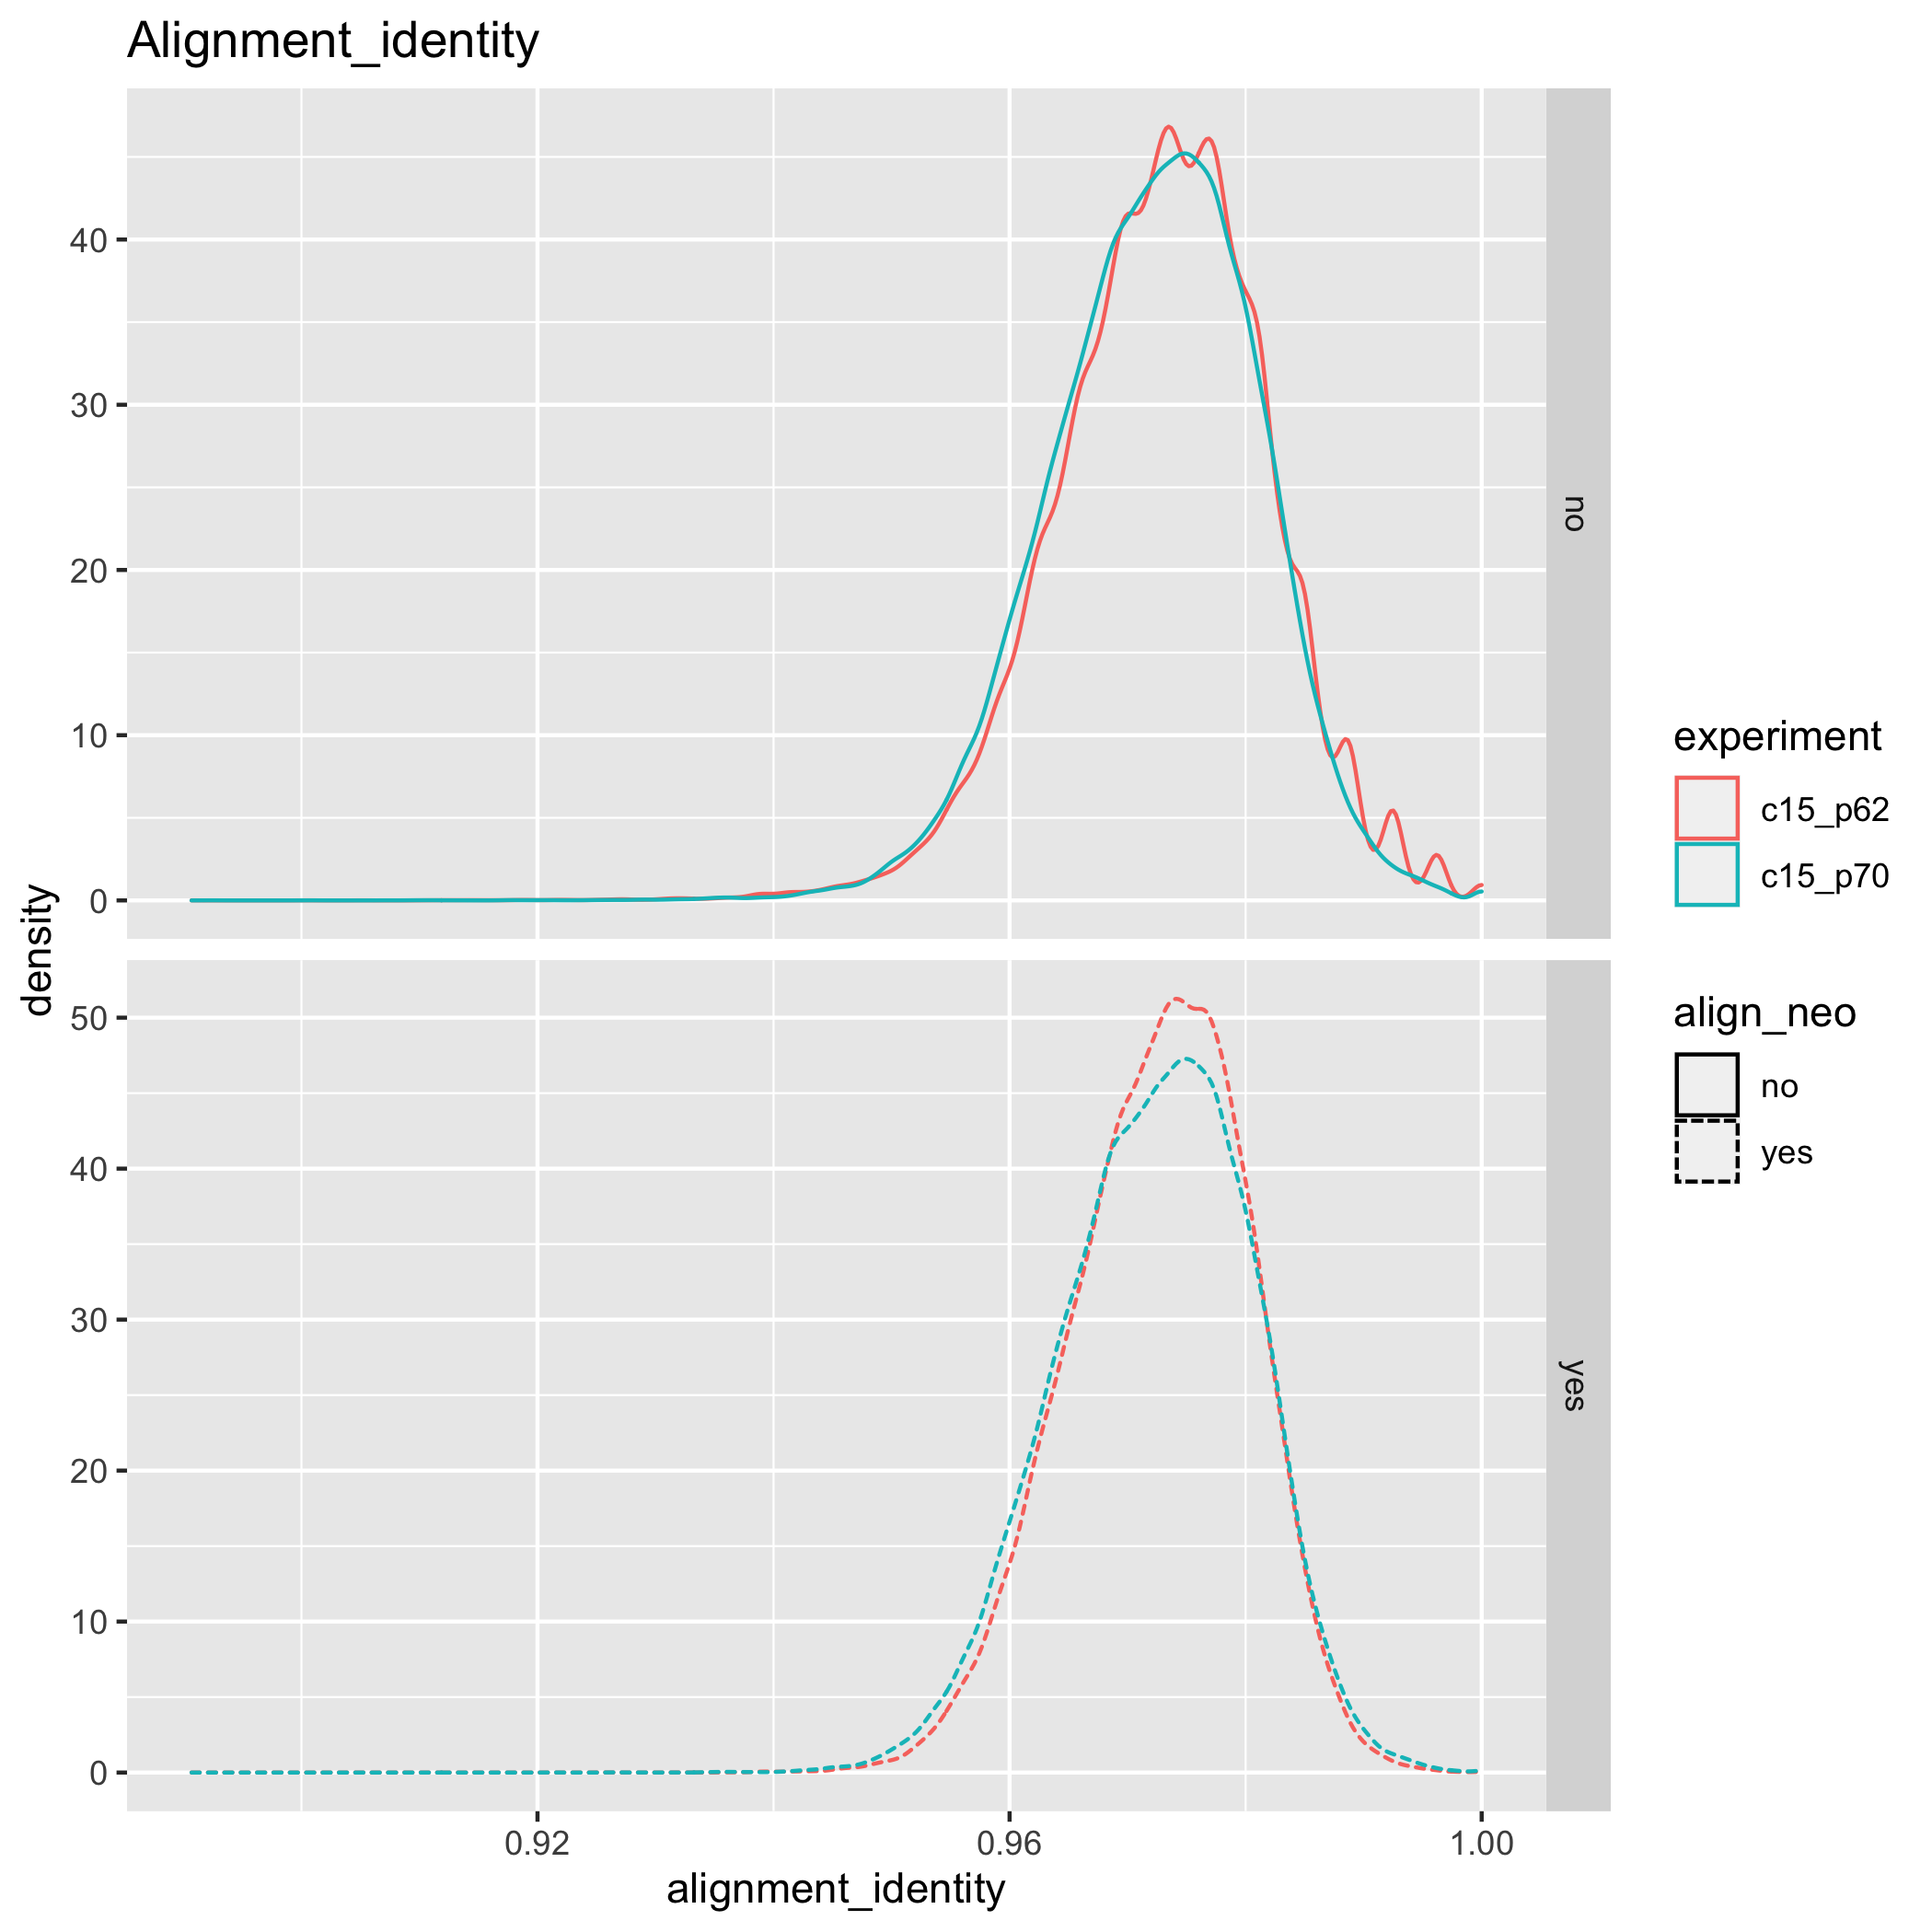 Alignment_identity
density
40
30
20
10
0
no
50
40
30
20
10
0
yes
0.92
0.96
1.00
alignment_identity
experiment
c15_p62
c15_p70
align_neo
no
yes